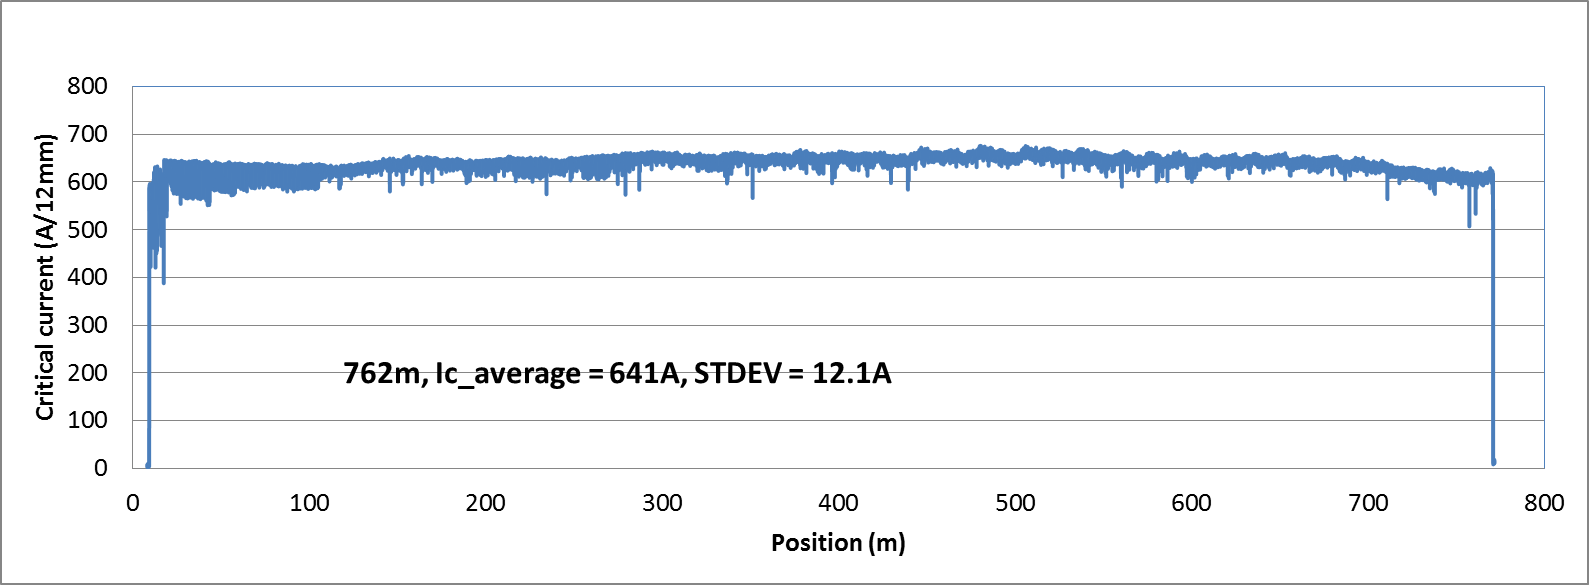 800
700
600
500
400
300
200
100
0
Critical current (A/12mm)
762m, Ic_average = 641A, STDEV = 12.1A
0 100 200 300 400 500 600 700 800
Position (m)